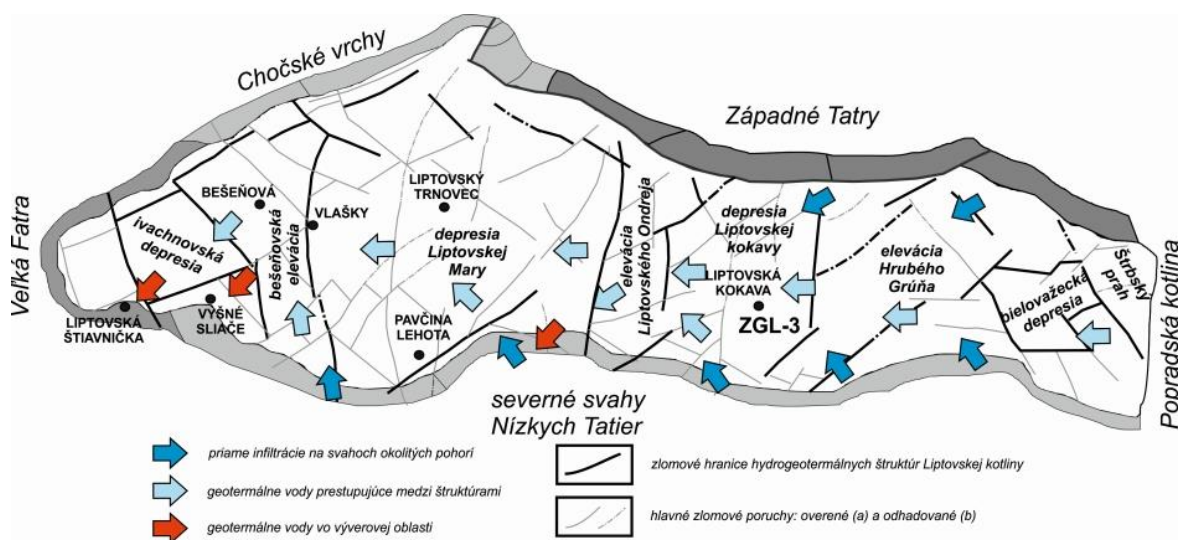 Chočské vrchy
Západné Tatry
Veľká Fatra
Popradská kotlina
severné svahy
Nízkych Tatier
BEŠEŇOVÁ
VLAŠKY
LIPTOVSKÝ
TRNOVEC
ivachnovská
depresia
bešeňovská
elevácia
depresia
Liptovskej
Mary
elevácia
Liptovského Ondreja
depresia
Liptovskej
kokavy
LIPTOVSKÁ
KOKAVA
ZGL-3
elevácia
Hrubého
Grúňa
bielovažecká
depresia
Štrbský
prah
LIPTOVSKÁ
ŠTIAVNIČKA
VYŠNÉ
SLIAČE
PAVČINA
LEHOTA
priame infiltrácie na svahoch okolitých pohorí
geotermálne vody prestupujúce medzi štruktúrami
geotermálne vody vo výverovej oblasti
zlomové hranice hydrogeotermálnych štruktúr Liptovskej kotliny
hlavné zlomové poruchy: overené (a) a odhadované (b)